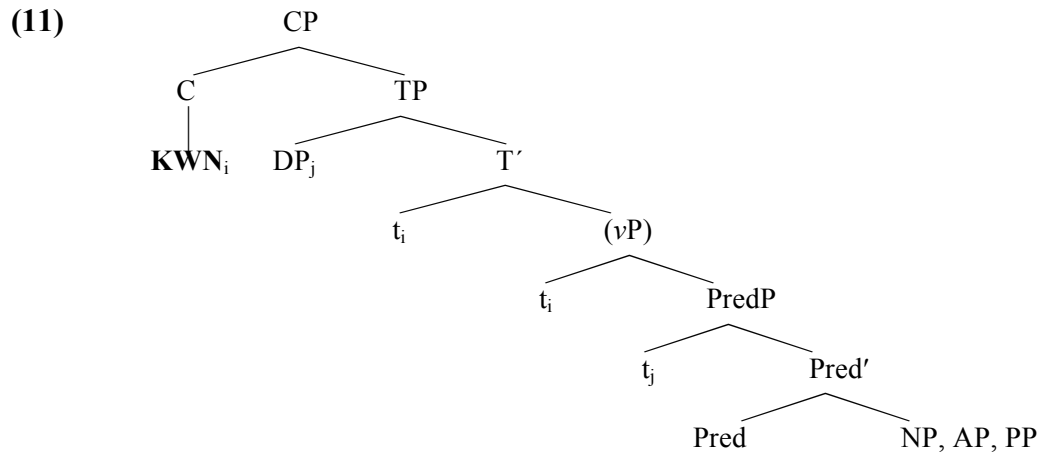 (11) CP
C TP
KWNi DPj T′
ti (vP)
ti PredP
tj Pred′
Pred NP, AP, PP